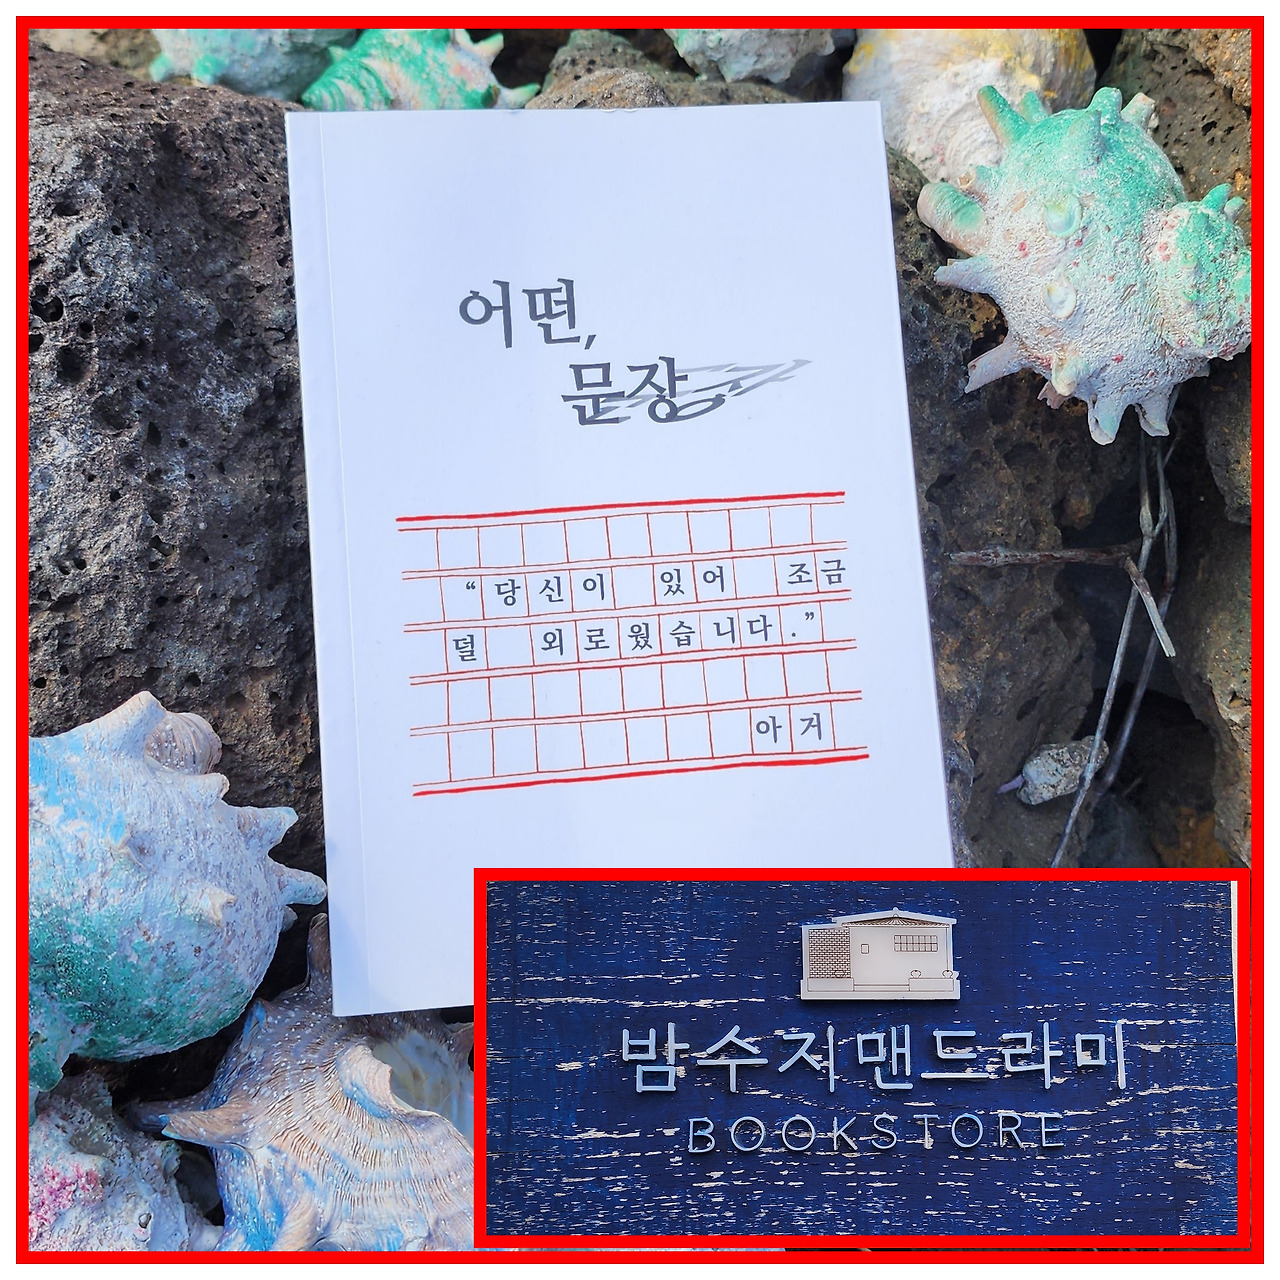 어떤,
문장
“당신이 있어 조금
덜 외로웠습니다.”
아거
밤수지맨드라미
BOOKSTORE